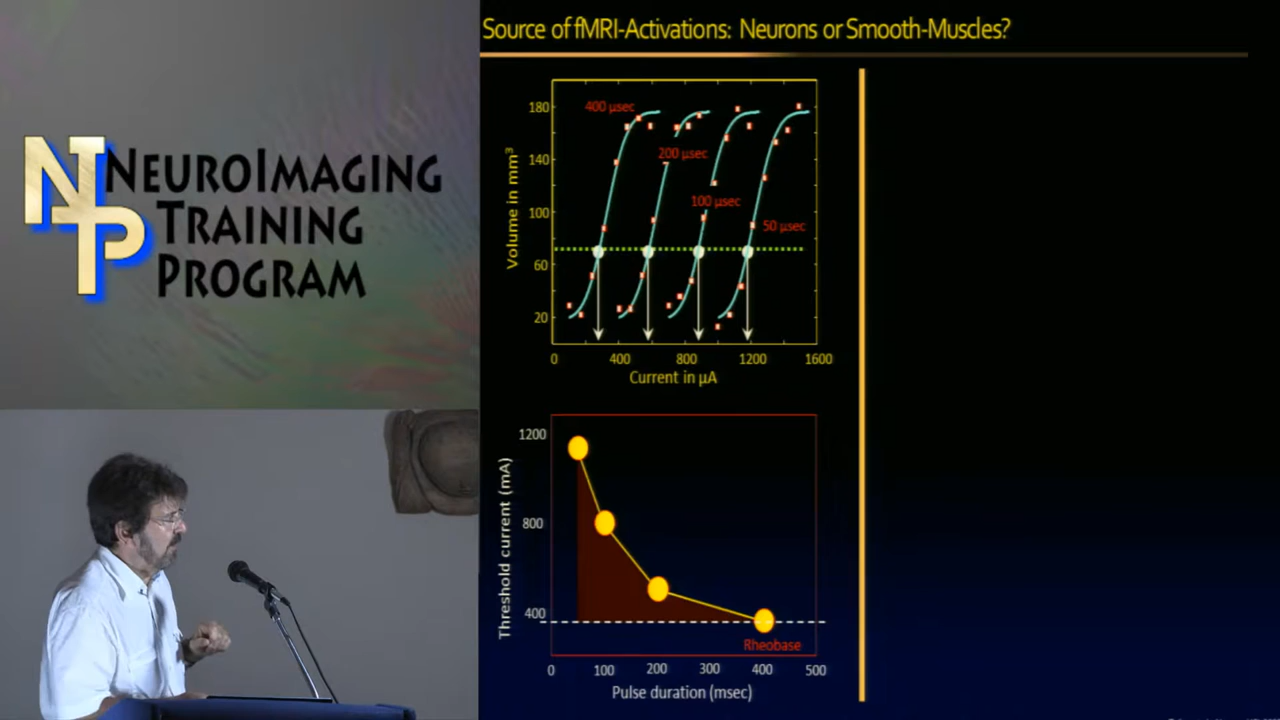 Source of fMRI-Activations: Neurons or Smooth-Muscles?
NTP
NEUROIMAGING
TRAINING
PROGRAM
Volume in mm³
180
140
100
60
20
400 µsec
200 µsec
100 µsec
50 µsec
0 400 800 1200 1600
Current in µA
Threshold current (mA)
1200
800
400
Rheobase
0 100 200 300 400 500
Pulse duration (msec)